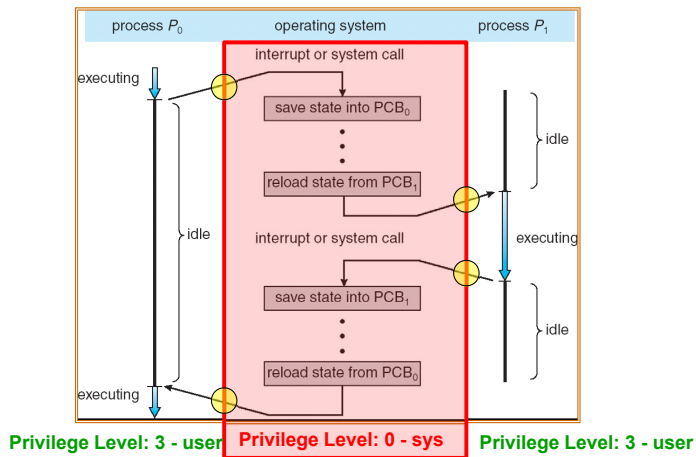 process P0 operating system process P1
interrupt or system call
executing
save state into PCB0
idle
reload state from PCB1
idle
interrupt or system call
executing
save state into PCB1
idle
reload state from PCB0
executing
Privilege Level: 3 - user Privilege Level: 0 - sys Privilege Level: 3 - user